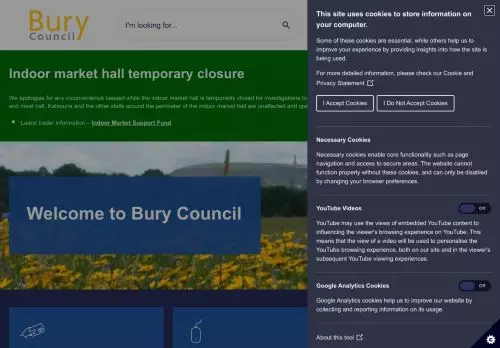 Bury
Council
I'm looking for...
Indoor market hall temporary closure
We apologise for any inconvenience caused while the indoor market hall is temporarily closed for investigations to
and meat hall, Katsouris and the other stalls around the perimeter of the indoor market hall are unaffected and ope
Latest trader information – Indoor Market Support Fund
Welcome to Bury Council
This site uses cookies to store information on
your computer.
Some of these cookies are essential, while others help us to
improve your experience by providing insights into how the site is
being used.
For more detailed information, please check our Cookie and
Privacy Statement
I Accept Cookies
I Do Not Accept Cookies
Necessary Cookies
Necessary cookies enable core functionality such as page
navigation and access to secure areas. The website cannot
function properly without these cookies, and can only be disabled
by changing your browser preferences.
YouTube Videos
Off
YouTube may use the views of embedded YouTube content to
influencing the viewer's browsing experience on YouTube. This
means that the view of a video will be used to personalise the
YouTube browsing experience, both on our site and in the viewer's
subsequent YouTube viewing experiences.
Google Analytics Cookies
Off
Google Analytics cookies help us to improve our website by
collecting and reporting information on its usage.
About this tool